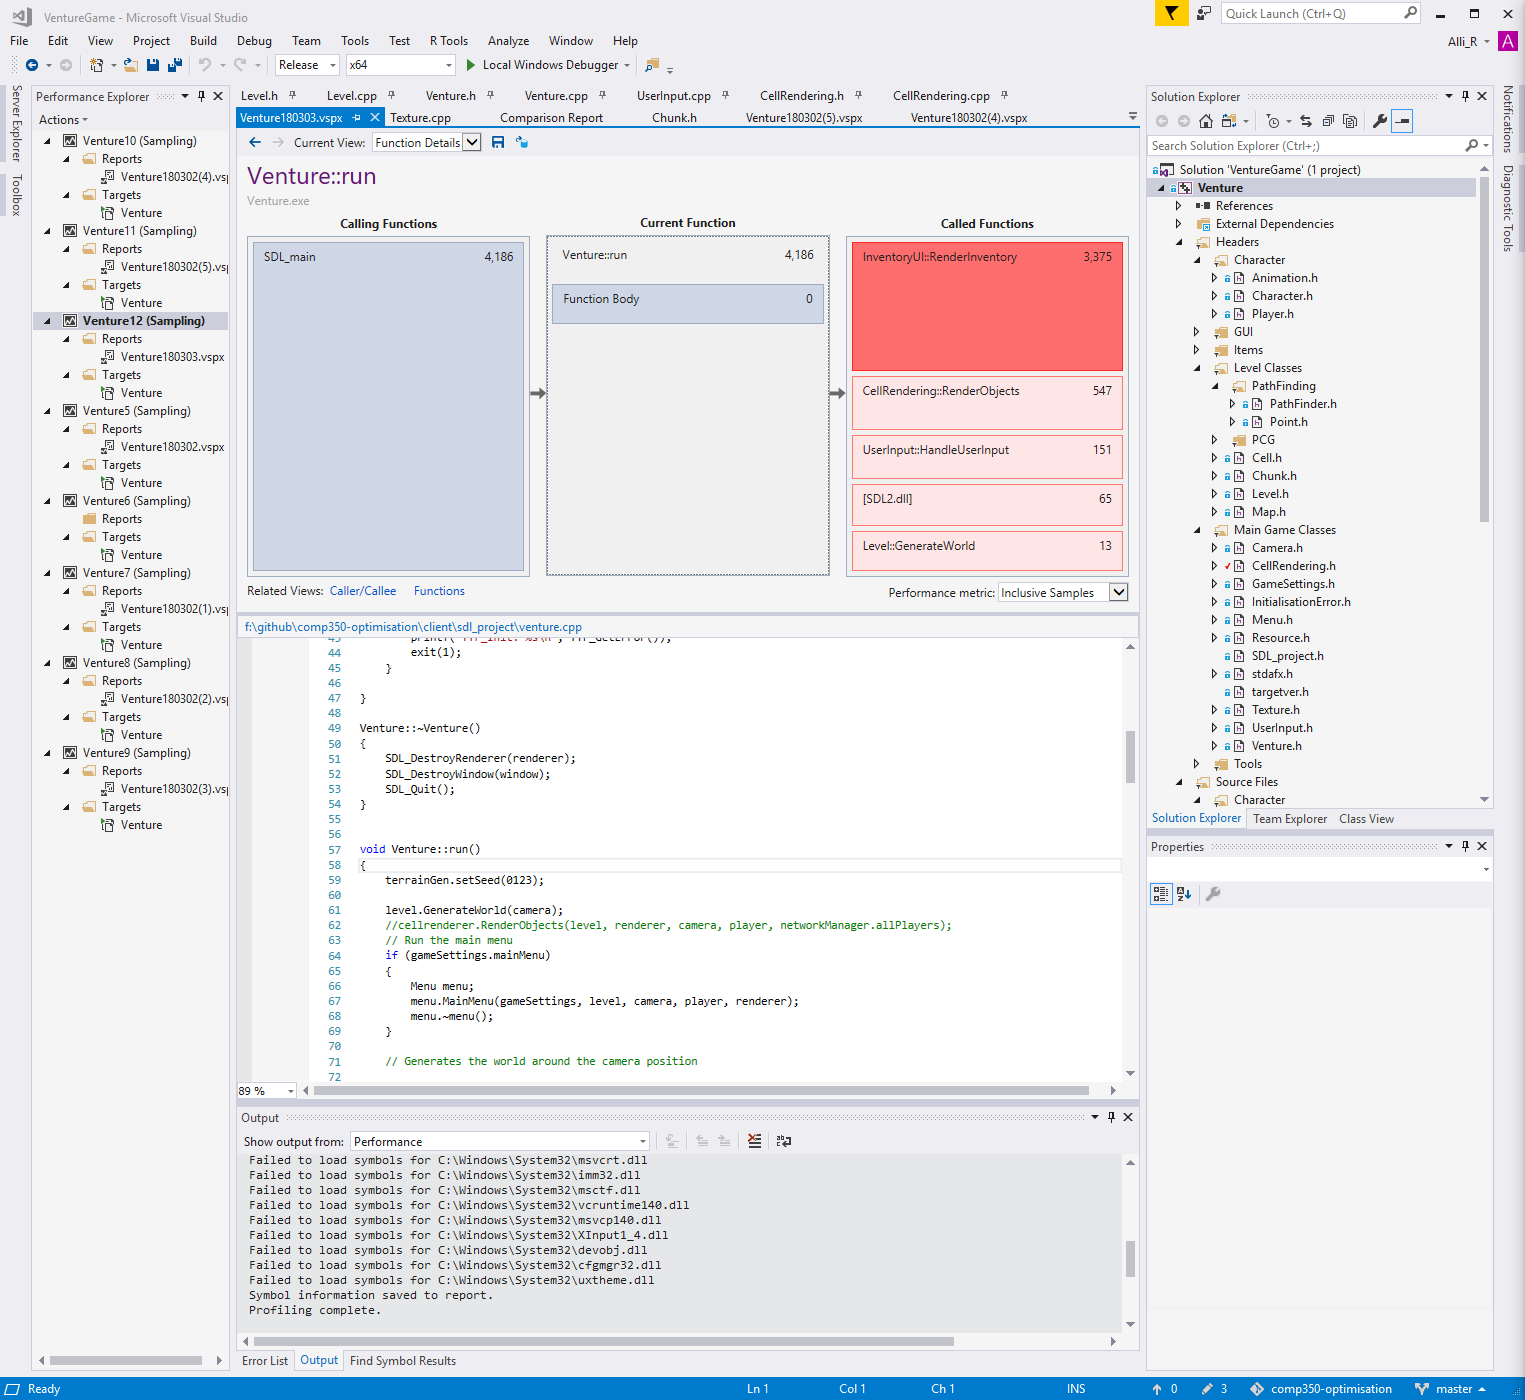 VentureGame - Microsoft Visual Studio
Quick Launch (Ctrl+Q)
File Edit View Project Build Debug Team Tools Test R Tools Analyze Window Help
Alli_R A
Release x64 Local Windows Debugger
Server Explorer
Toolbox
Performance Explorer
Actions
Venture10 (Sampling)
Reports
Venture180302(4).vsp
Targets
Venture
Venture11 (Sampling)
Reports
Venture180302(5).vsp
Targets
Venture
Venture12 (Sampling)
Reports
Venture180303.vspx
Targets
Venture
Venture5 (Sampling)
Reports
Venture180302.vspx
Targets
Venture
Venture6 (Sampling)
Reports
Targets
Venture
Venture7 (Sampling)
Reports
Venture180302(1).vsp
Targets
Venture
Venture8 (Sampling)
Reports
Venture180302(2).vsp
Targets
Venture
Venture9 (Sampling)
Reports
Venture180302(3).vsp
Targets
Venture
Level.h Level.cpp Venture.h Venture.cpp UserInput.cpp CellRendering.h CellRendering.cpp
Venture180303.vspx Texture.cpp Comparison Report Chunk.h Venture180302(5).vspx Venture180302(4).vspx
Current View: Function Details
Venture::run
Venture.exe
Calling Functions Current Function Called Functions
SDL_main 4,186
Venture::run 4,186
Function Body 0
InventoryUI::RenderInventory 3,375
CellRendering::RenderObjects 547
UserInput::HandleUserInput 151
[SDL2.dll] 65
Level::GenerateWorld 13
Related Views: Caller/Callee Functions
Performance metric: Inclusive Samples
f:\github\comp350-optimisation\client\sdl_project\venture.cpp
44 exit(1);
45 }
46
47 }
48
49 Venture::~Venture()
50 {
51 SDL_DestroyRenderer(renderer);
52 SDL_DestroyWindow(window);
53 SDL_Quit();
54 }
55
56
57 void Venture::run()
58 {
59 terrainGen.setSeed(0123);
60
61 level.GenerateWorld(camera);
62 //cellrenderer.RenderObjects(level, renderer, camera, player, networkManager.allPlayers);
63 // Run the main menu
64 if (gameSettings.mainMenu)
65 {
66 Menu menu;
67 menu.MainMenu(gameSettings, level, camera, player, renderer);
68 menu.~menu();
69 }
70
71 // Generates the world around the camera position
72
89 %
Output
Show output from: Performance
Failed to load symbols for C:\Windows\System32\msvcrt.dll
Failed to load symbols for C:\Windows\System32\imm32.dll
Failed to load symbols for C:\Windows\System32\msctf.dll
Failed to load symbols for C:\Windows\System32\vcruntime140.dll
Failed to load symbols for C:\Windows\System32\msvcp140.dll
Failed to load symbols for C:\Windows\System32\XInput1_4.dll
Failed to load symbols for C:\Windows\System32\devobj.dll
Failed to load symbols for C:\Windows\System32\cfgmgr32.dll
Failed to load symbols for C:\Windows\System32\uxtheme.dll
Symbol information saved to report.
Profiling complete.
Error List Output Find Symbol Results
Solution Explorer
Search Solution Explorer (Ctrl+;)
Solution 'VentureGame' (1 project)
Venture
References
External Dependencies
Headers
Character
Animation.h
Character.h
Player.h
GUI
Items
Level Classes
PathFinding
PathFinder.h
Point.h
PCG
Cell.h
Chunk.h
Level.h
Map.h
Main Game Classes
Camera.h
CellRendering.h
GameSettings.h
InitialisationError.h
Menu.h
Resource.h
SDL_project.h
stdafx.h
targetver.h
Texture.h
UserInput.h
Venture.h
Tools
Source Files
Character
Solution Explorer Team Explorer Class View
Properties
Notifications
Diagnostic Tools
Ready Ln 1 Col 1 Ch 1 INS 0 3 comp350-optimisation master